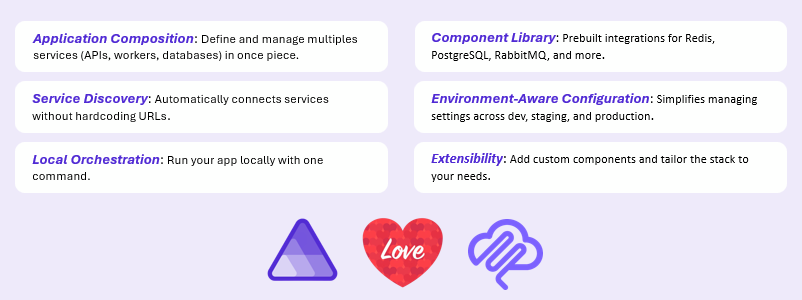 Application Composition: Define and manage multiples
services (APIs, workers, databases) in once piece.
Service Discovery: Automatically connects services
without hardcoding URLs.
Local Orchestration: Run your app locally with one
command.
Component Library: Prebuilt integrations for Redis,
PostgreSQL, RabbitMQ, and more.
Environment-Aware Configuration: Simplifies managing
settings across dev, staging, and production.
Extensibility: Add custom components and tailor the stack to
your needs.
Love